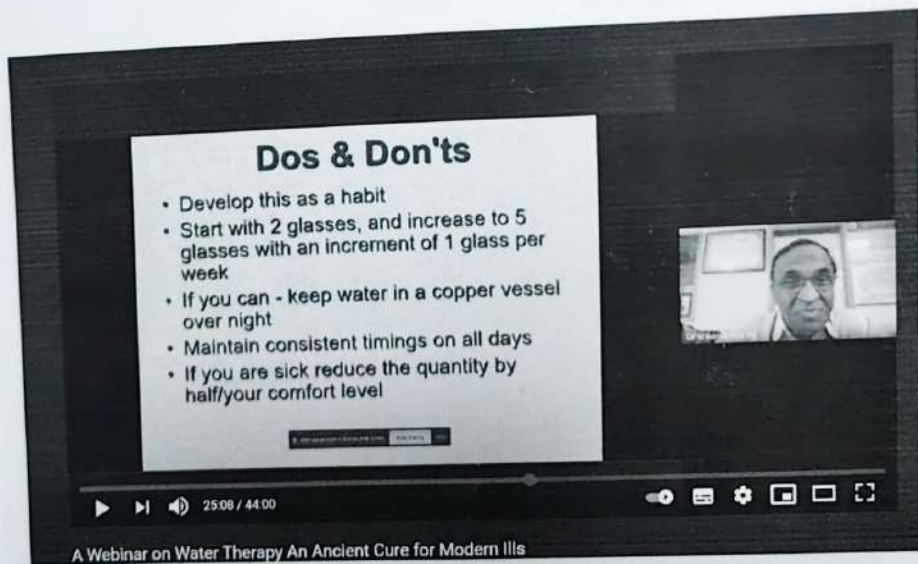 Dos & Don'ts
• Develop this as a habit
• Start with 2 glasses, and increase to 5
glasses with an increment of 1 glass per
week
• If you can - keep water in a copper vessel
over night
• Maintain consistent timings on all days
• If you are sick reduce the quantity by
half/your comfort level
25:08 / 44:00
A Webinar on Water Therapy An Ancient Cure for Modern Ills